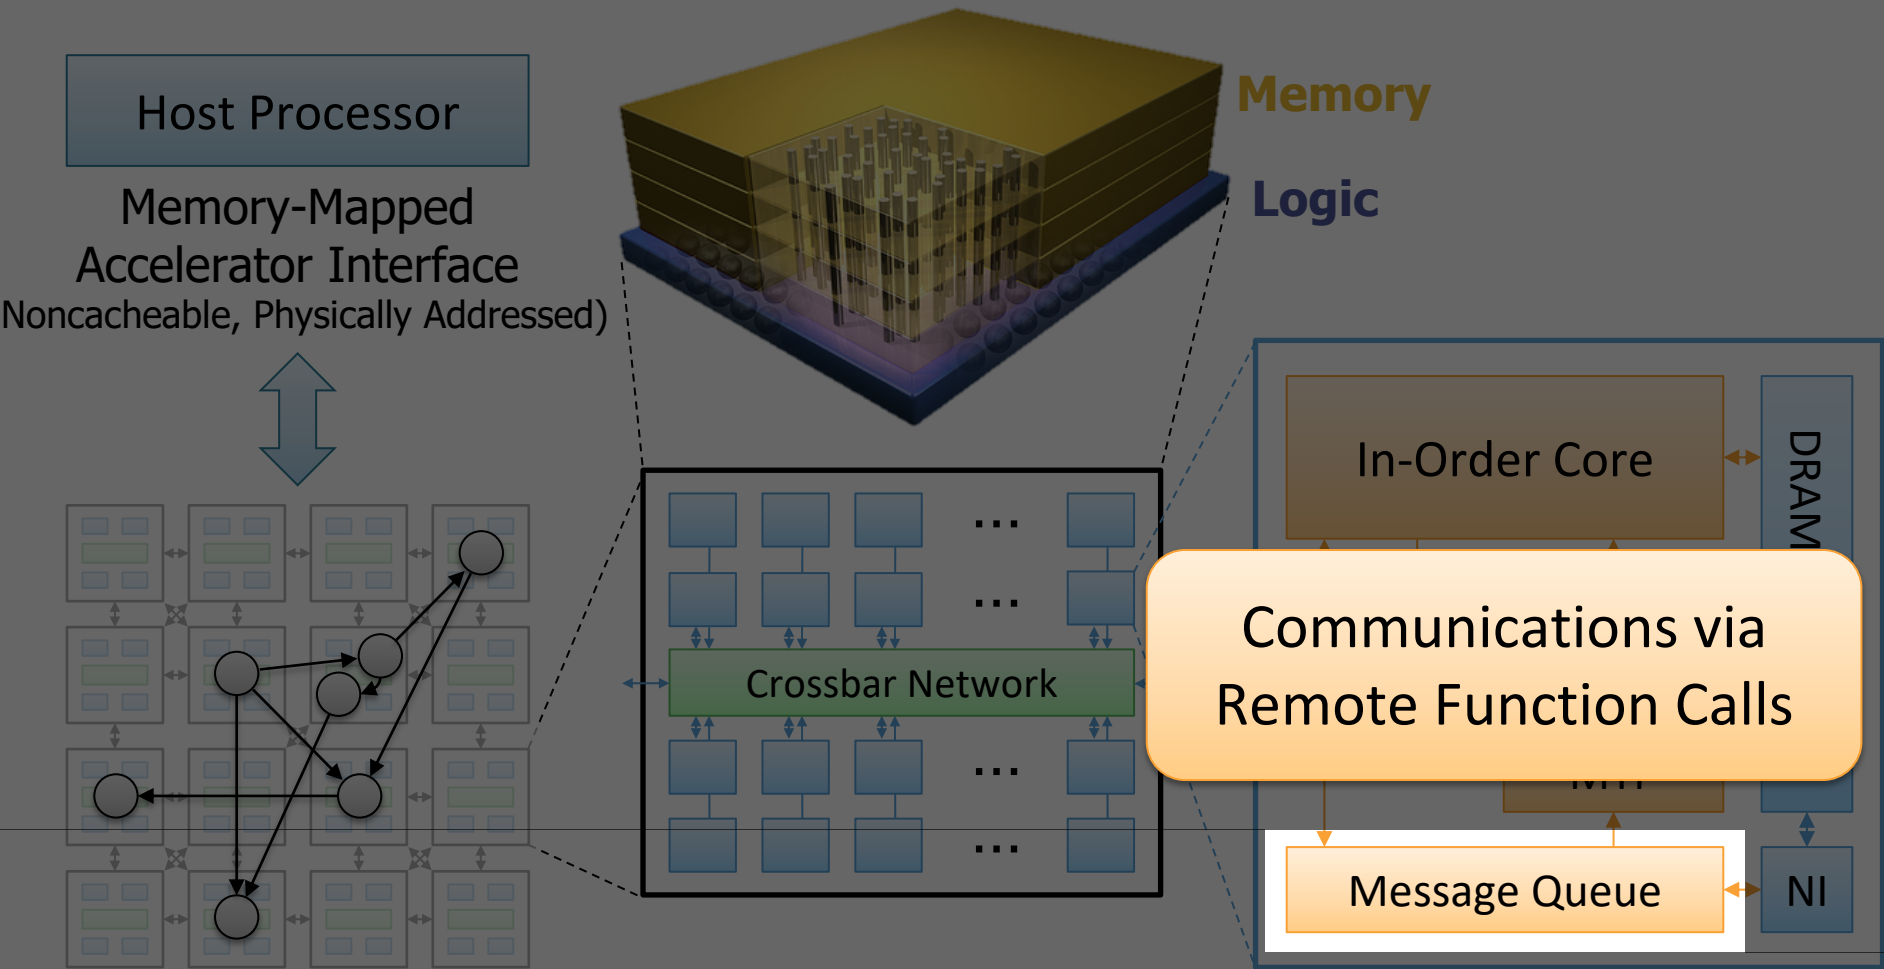 Host Processor
Memory-Mapped
Accelerator Interface
Noncacheable, Physically Addressed)
Memory
Logic
In-Order Core
DRAM
...
...
Crossbar Network
...
...
Communications via
Remote Function Calls
Message Queue
NI